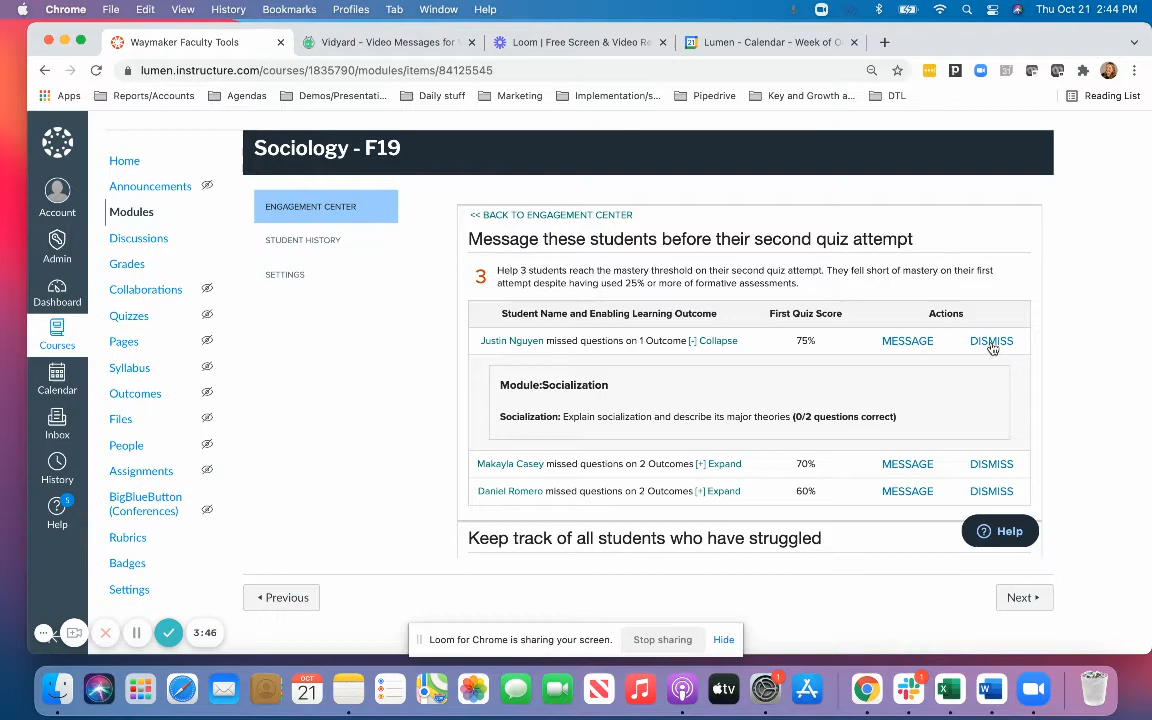 Chrome File Edit View History Bookmarks Profiles Tab Window Help Thu Oct 21 2:44 PM
Waymaker Faculty Tools Vidyard - Video Messages for Loom | Free Screen & Video Re Lumen - Calendar - Week of O
lumen.instructure.com/courses/1835790/modules/items/84125545
Apps Reports/Accounts Agendas Demos/Presentati... Daily stuff Marketing Implementation/s... Pipedrive Key and Growth a... DTL Reading List
Account
Admin
Dashboard
Courses
Calendar
Inbox
History
5
Help
Home
Announcements
Modules
Discussions
Grades
Collaborations
Quizzes
Pages
Syllabus
Outcomes
Files
People
Assignments
BigBlueButton
(Conferences)
Rubrics
Badges
Settings
Sociology - F19
ENGAGEMENT CENTER
STUDENT HISTORY
SETTINGS
<< BACK TO ENGAGEMENT CENTER
Message these students before their second quiz attempt
3 Help 3 students reach the mastery threshold on their second quiz attempt. They fell short of mastery on their first
attempt despite having used 25% or more of formative assessments.
Student Name and Enabling Learning Outcome First Quiz Score Actions
Justin Nguyen missed questions on 1 Outcome [-] Collapse 75% MESSAGE DISMISS
Module:Socialization
Socialization: Explain socialization and describe its major theories (0/2 questions correct)
Makayla Casey missed questions on 2 Outcomes [+] Expand 70% MESSAGE DISMISS
Daniel Romero missed questions on 2 Outcomes [+] Expand 60% MESSAGE DISMISS
Keep track of all students who have struggled
Help
Previous Next
3:46
Loom for Chrome is sharing your screen. Stop sharing Hide
OCT
21
tv
1
1